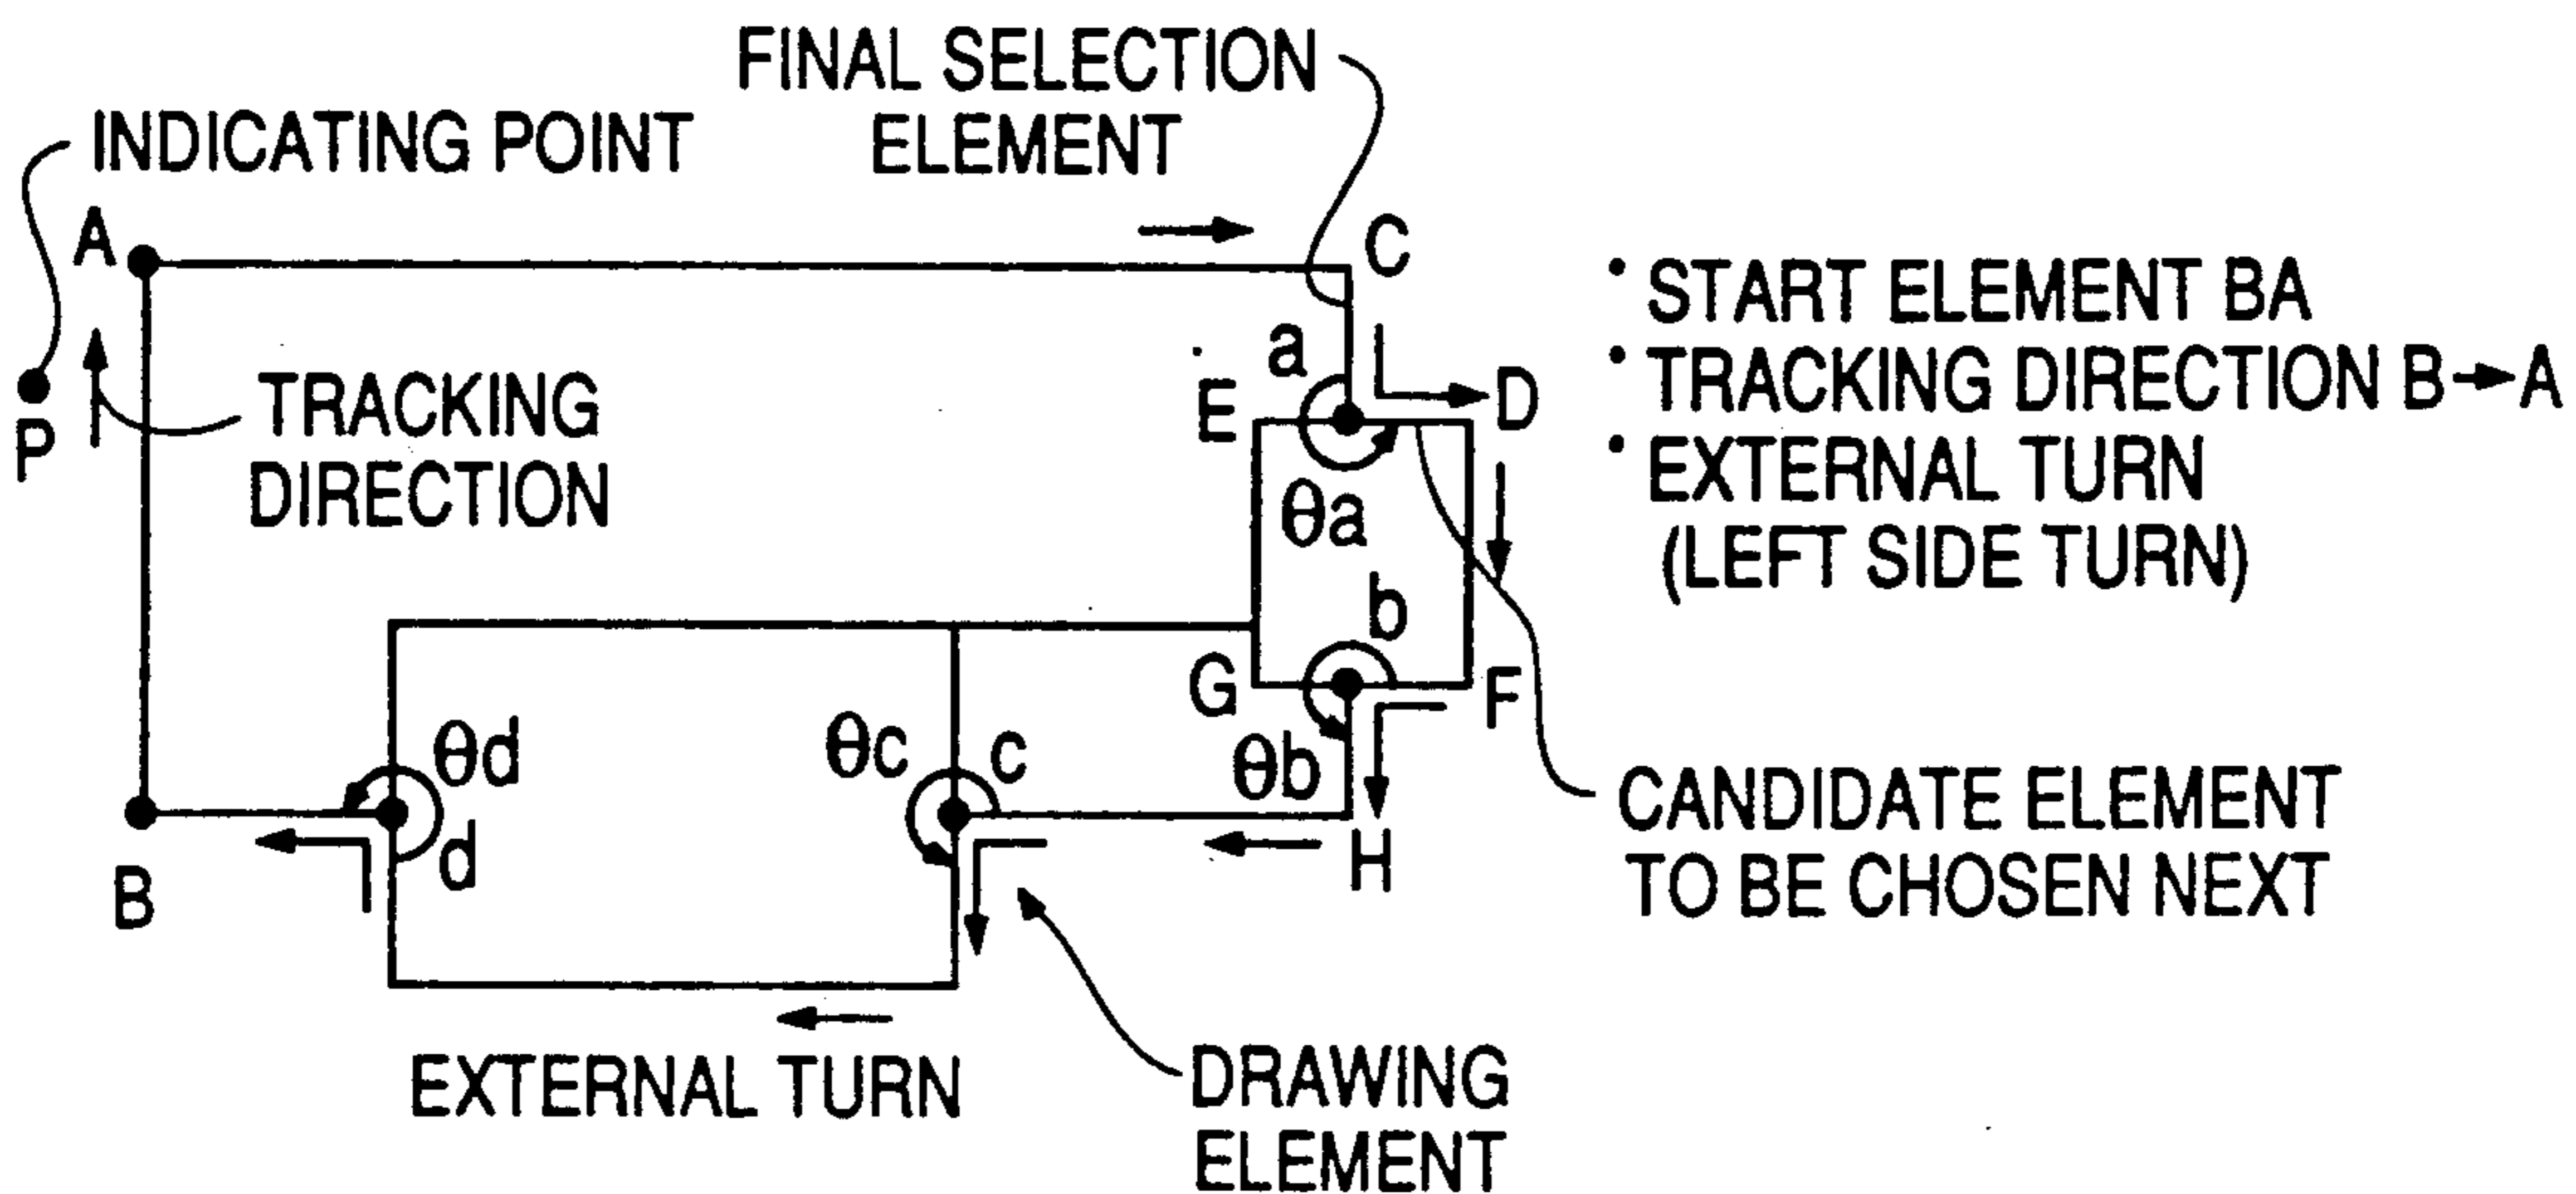 FINAL SELECTION
ELEMENT
INDICATING POINT
A
C
P
TRACKING
DIRECTION
a
E
D
θa
• START ELEMENT BA
• TRACKING DIRECTION B→A
• EXTERNAL TURN
(LEFT SIDE TURN)
b
G
F
θd
θc
c
θb
B
d
H
CANDIDATE ELEMENT
TO BE CHOSEN NEXT
EXTERNAL TURN
DRAWING
ELEMENT